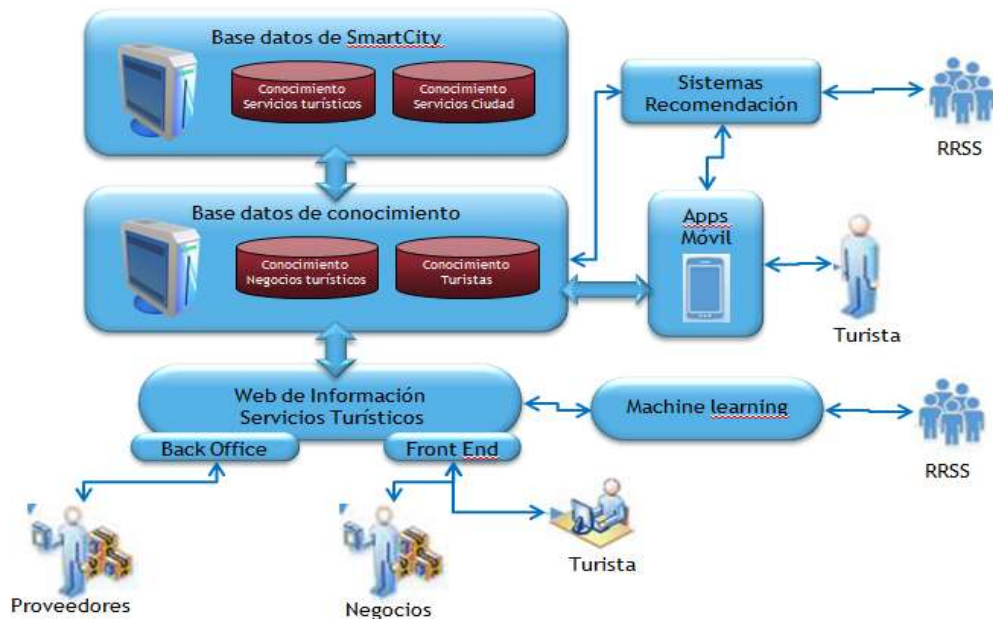 Base datos de SmartCity
Conocimiento
Servicios turísticos
Conocimiento
Servicios Ciudad
Sistemas
Recomendación
RRSS
Base datos de conocimiento
Conocimiento
Negocios turísticos
Conocimiento
Turistas
Apps
Móvil
Turista
Web de Información
Servicios Turísticos
Machine learning
RRSS
Back Office
Front End
Turista
Proveedores
Negocios